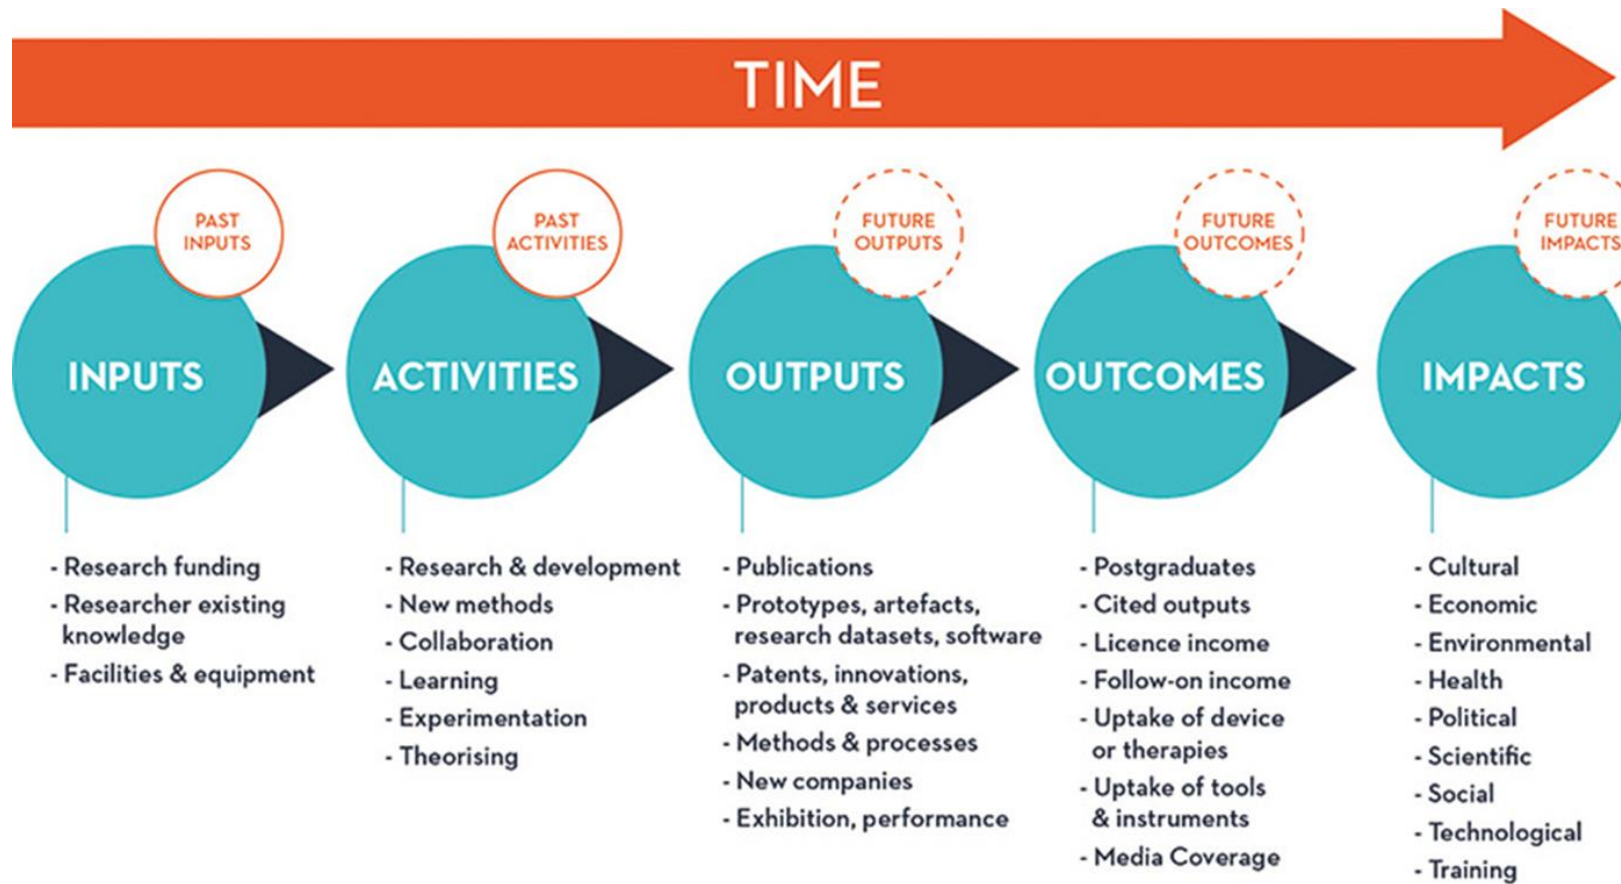 TIME
PAST
INPUTS
PAST
ACTIVITIES
FUTURE
OUTPUTS
FUTURE
OUTCOMES
FUTURE
IMPACTS
INPUTS
ACTIVITIES
OUTPUTS
OUTCOMES
IMPACTS
- Research funding
- Researcher existing
knowledge
- Facilities & equipment
- Research & development
- New methods
- Collaboration
- Learning
- Experimentation
- Theorising
- Publications
- Prototypes, artefacts,
research datasets, software
- Patents, innovations,
products & services
- Methods & processes
- New companies
- Exhibition, performance
- Postgraduates
- Cited outputs
- Licence income
- Follow-on income
- Uptake of device
or therapies
- Uptake of tools
& instruments
- Media Coverage
- Cultural
- Economic
- Environmental
- Health
- Political
- Scientific
- Social
- Technological
- Training